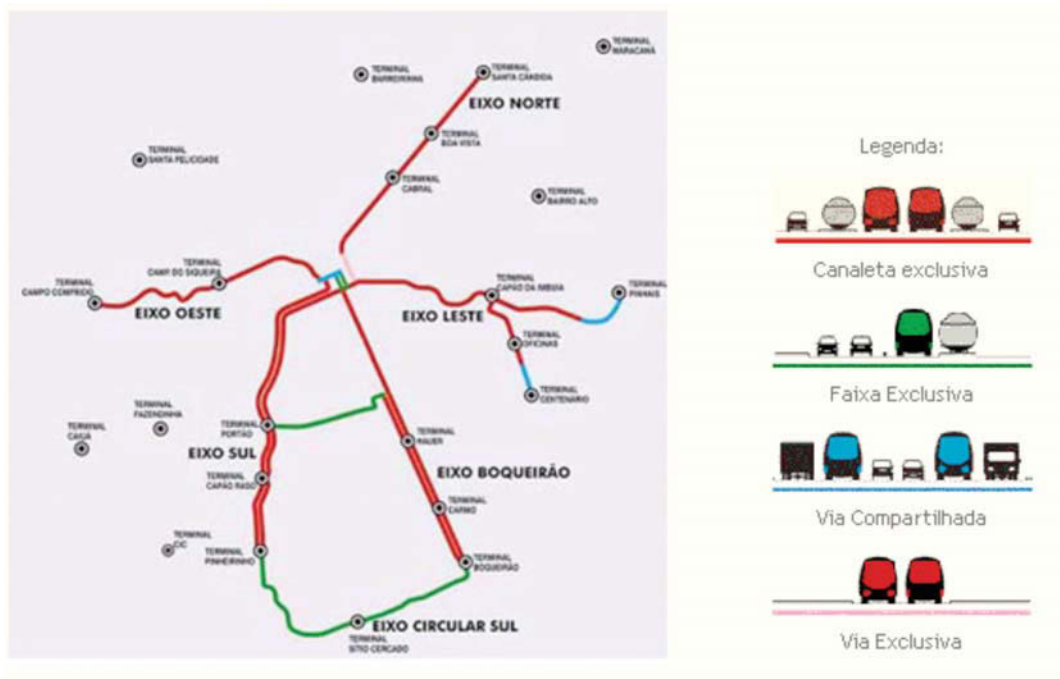 TERMINAL
MARACANÃ
TERMINAL
BARREIRINHA
TERMINAL
SANTA CÂNDIDA
EIXO NORTE
TERMINAL
BOA VISTA
TERMINAL
SANTA FELICIDADE
TERMINAL
CABRAL
TERMINAL
BAIRRO ALTO
TERMINAL
CAMP. DO SIQUEIRA
TERMINAL
CAMPO COMPRIDO
EIXO OESTE
TERMINAL
CAPÃO DA IMBUIA
TERMINAL
PINHAIS
EIXO LESTE
TERMINAL
OFICINAS
TERMINAL
CENTENÁRIO
TERMINAL
FAZENDINHA
TERMINAL
CAIUÁ
TERMINAL
PORTÃO
TERMINAL
HAUER
EIXO SUL
EIXO BOQUEIRÃO
TERMINAL
CAPÃO RASO
TERMINAL
CARMO
TERMINAL
CIC
TERMINAL
PINHEIRINHO
TERMINAL
BOQUEIRÃO
EIXO CIRCULAR SUL
TERMINAL
SÍTIO CERCADO
Legenda:
Canaleta exclusiva
Faixa Exclusiva
Via Compartilhada
Via Exclusiva